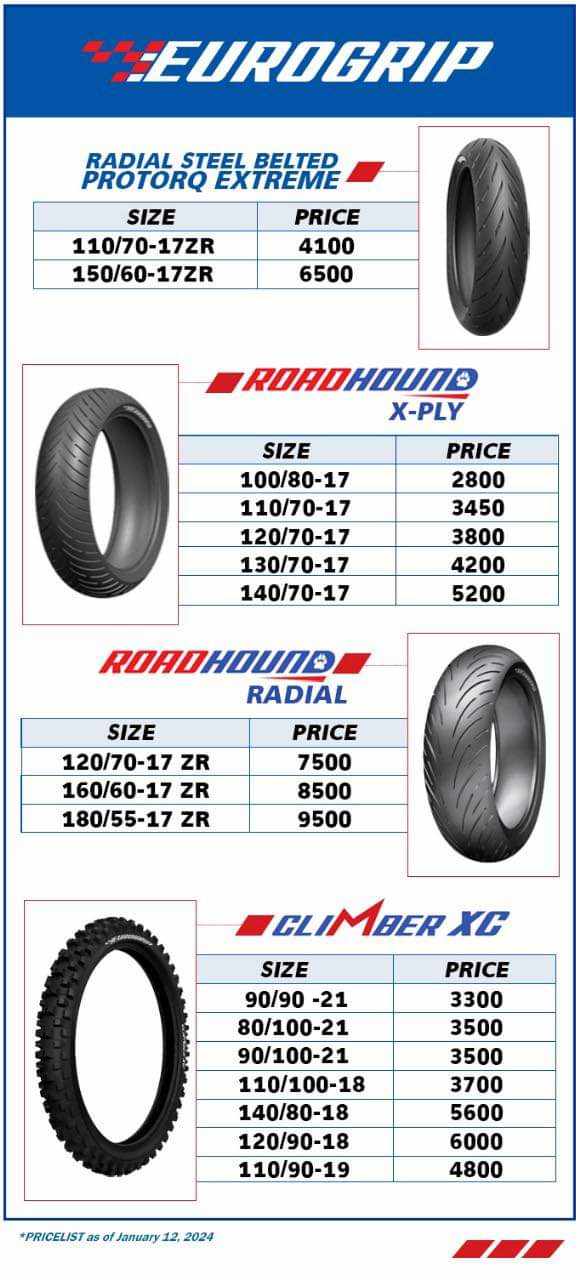 EUROGRIP
RADIAL STEEL BELTED
PROTORQ EXTREME
SIZE PRICE
110/70-17ZR 4100
150/60-17ZR 6500
ROADHOUND
X-PLY
EUROGRIP
SIZE PRICE
100/80-17 2800
110/70-17 3450
120/70-17 3800
130/70-17 4200
140/70-17 5200
ROADHOUND
RADIAL
SIZE PRICE
120/70-17 ZR 7500
160/60-17 ZR 8500
180/55-17 ZR 9500
CLIMBER XC
EUROGRIP
SIZE PRICE
90/90 -21 3300
80/100-21 3500
90/100-21 3500
110/100-18 3700
140/80-18 5600
120/90-18 6000
110/90-19 4800
*PRICELIST as of January 12, 2024